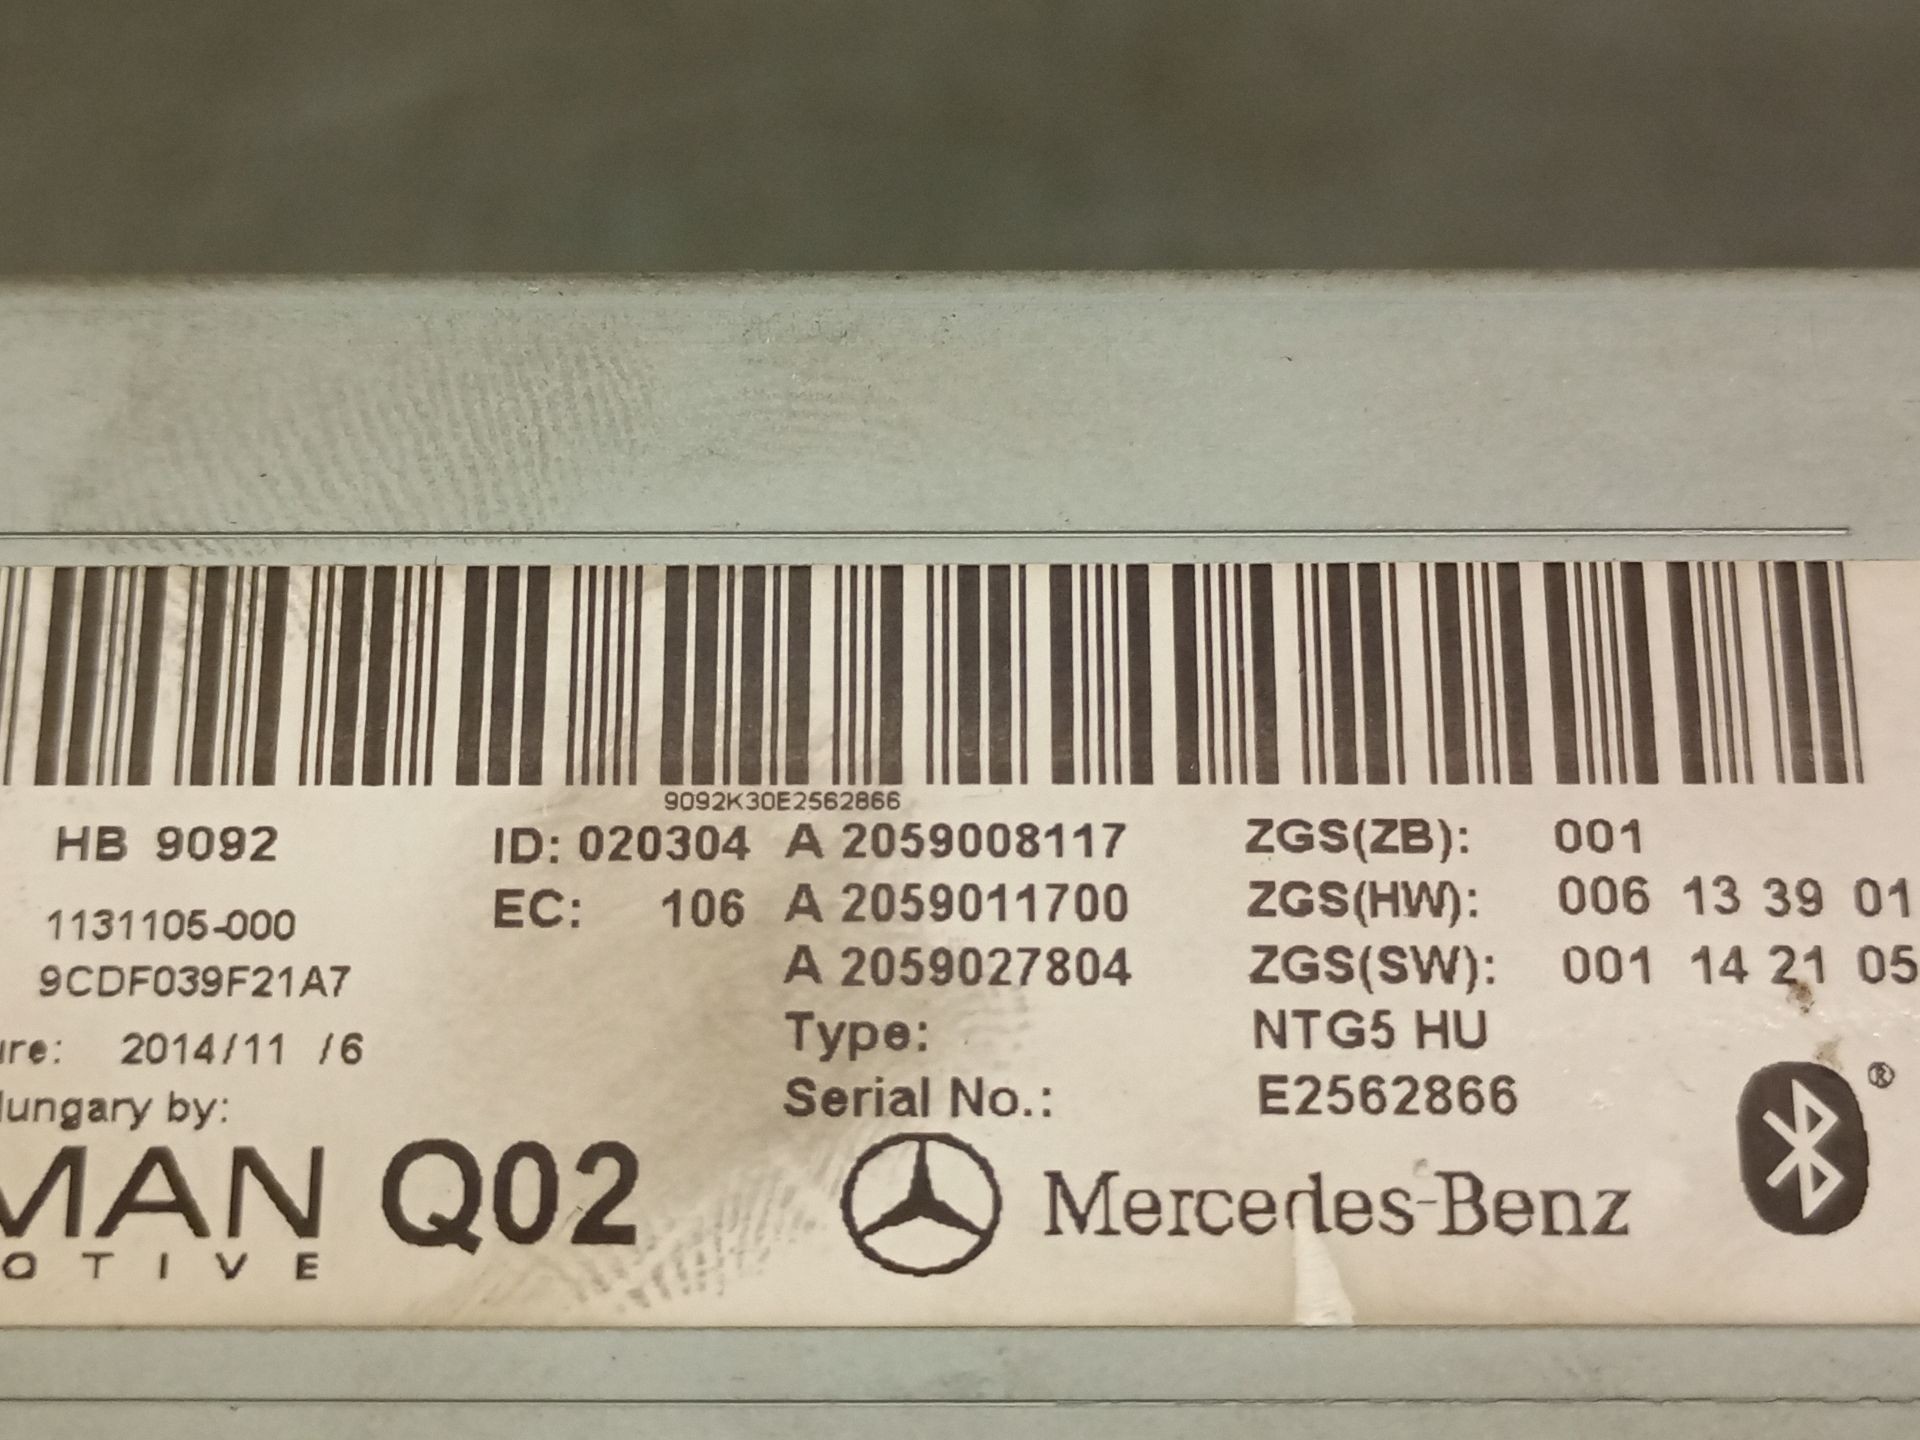 9092K30E2562866
HB 9092 ID: 020304 A 2059008117 ZGS(ZB): 001
1131105-000 EC: 106 A 2059011700 ZGS(HW): 006 13 39 01
9CDF039F21A7 A 2059027804 ZGS(SW): 001 14 21 05
ure: 2014/11 /6 Type: NTG5 HU
Hungary by: Serial No.: E2562866
MAN Q02 Mercedes-Benz ®
OTIVE